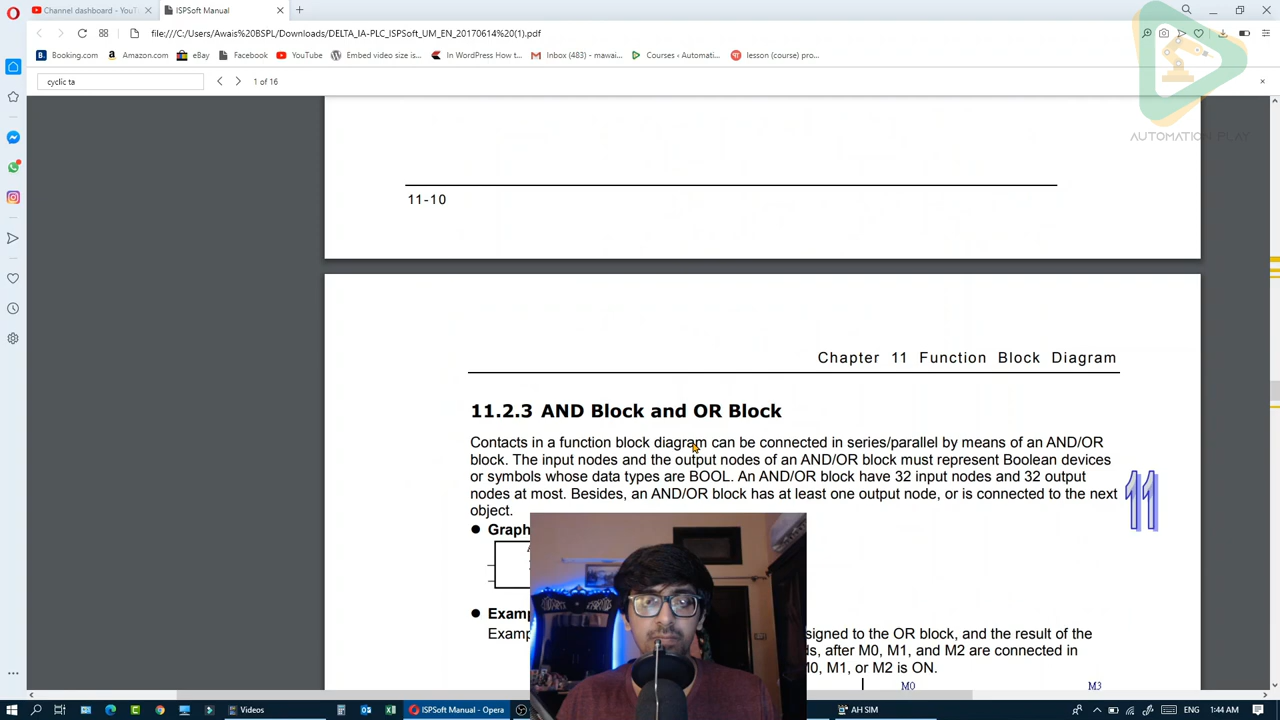 Channel dashboard - YouT
ISPSoft Manual
file:///C:/Users/Awais%20BSPL/Downloads/DELTA_IA-PLC_ISPSoft_UM_EN_20170614%20(1).pdf
Booking.com
Amazon.com
eBay
Facebook
YouTube
Embed video size is...
In WordPress How t...
Inbox (483) – mawai...
Courses ‹ Automati...
lesson (course) pro...
cyclic ta
1 of 16
AUTOMATION PLAY
11-10
Chapter 11 Function Block Diagram
11.2.3 AND Block and OR Block
Contacts in a function block diagram can be connected in series/parallel by means of an AND/OR
block. The input nodes and the output nodes of an AND/OR block must represent Boolean devices
or symbols whose data types are BOOL. An AND/OR block have 32 input nodes and 32 output
nodes at most. Besides, an AND/OR block has at least one output node, or is connected to the next
object.
11
● Graph
● Examp
Examp
signed to the OR block, and the result of the
ds, after M0, M1, and M2 are connected in
M0, M1, or M2 is ON.
M0 M3
Videos
ISPSoft Manual - Opera
AH SIM
ENG 1:44 AM